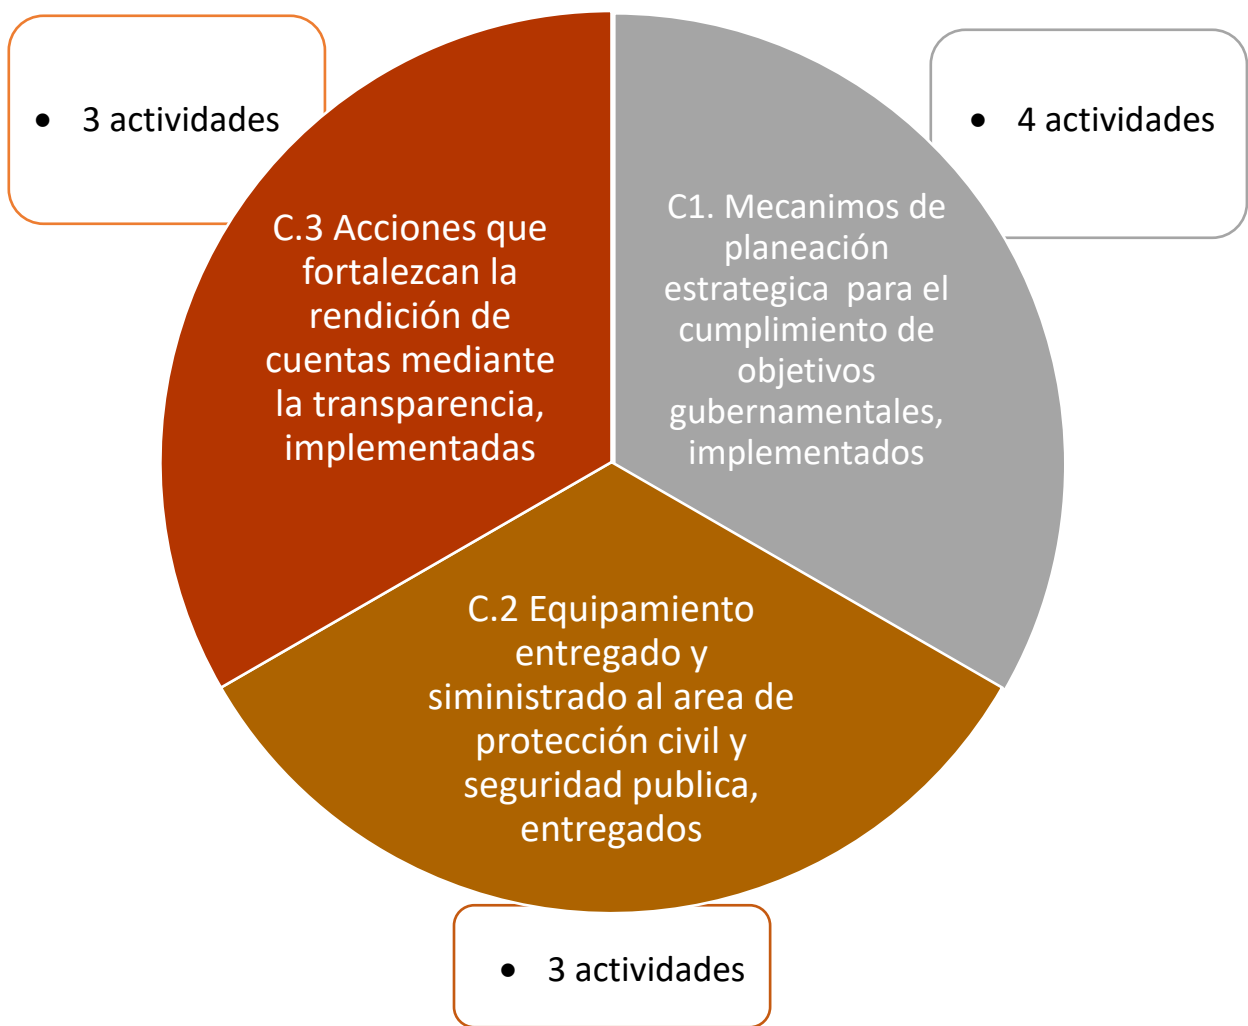 • 3 actividades
• 4 actividades
C.3 Acciones que
fortalezcan la
rendición de
cuentas mediante
la transparencia,
implementadas
C1. Mecanimos de
planeación
estrategica  para el
cumplimiento de
objetivos
gubernamentales,
implementados
C.2 Equipamiento
entregado y
siministrado al area de
protección civil y
seguridad publica,
entregados
• 3 actividades